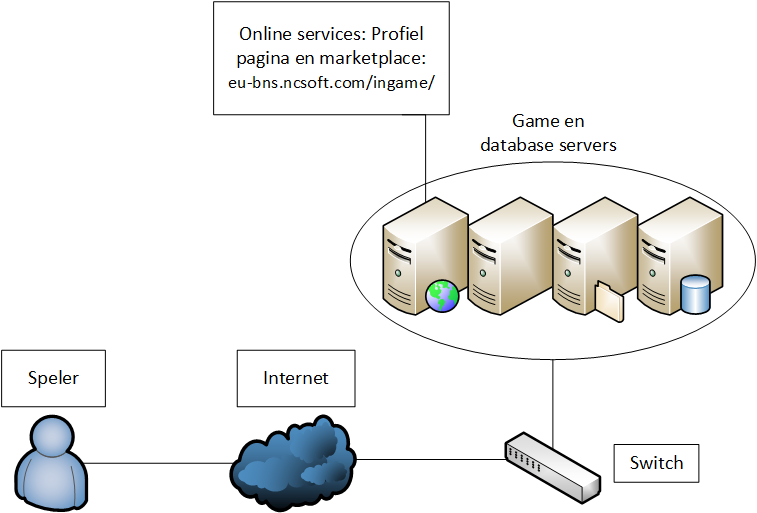 Online services: Profiel
pagina en marketplace:
eu-bns.ncsoft.com/ingame/
Game en
database servers
Speler
Internet
Switch